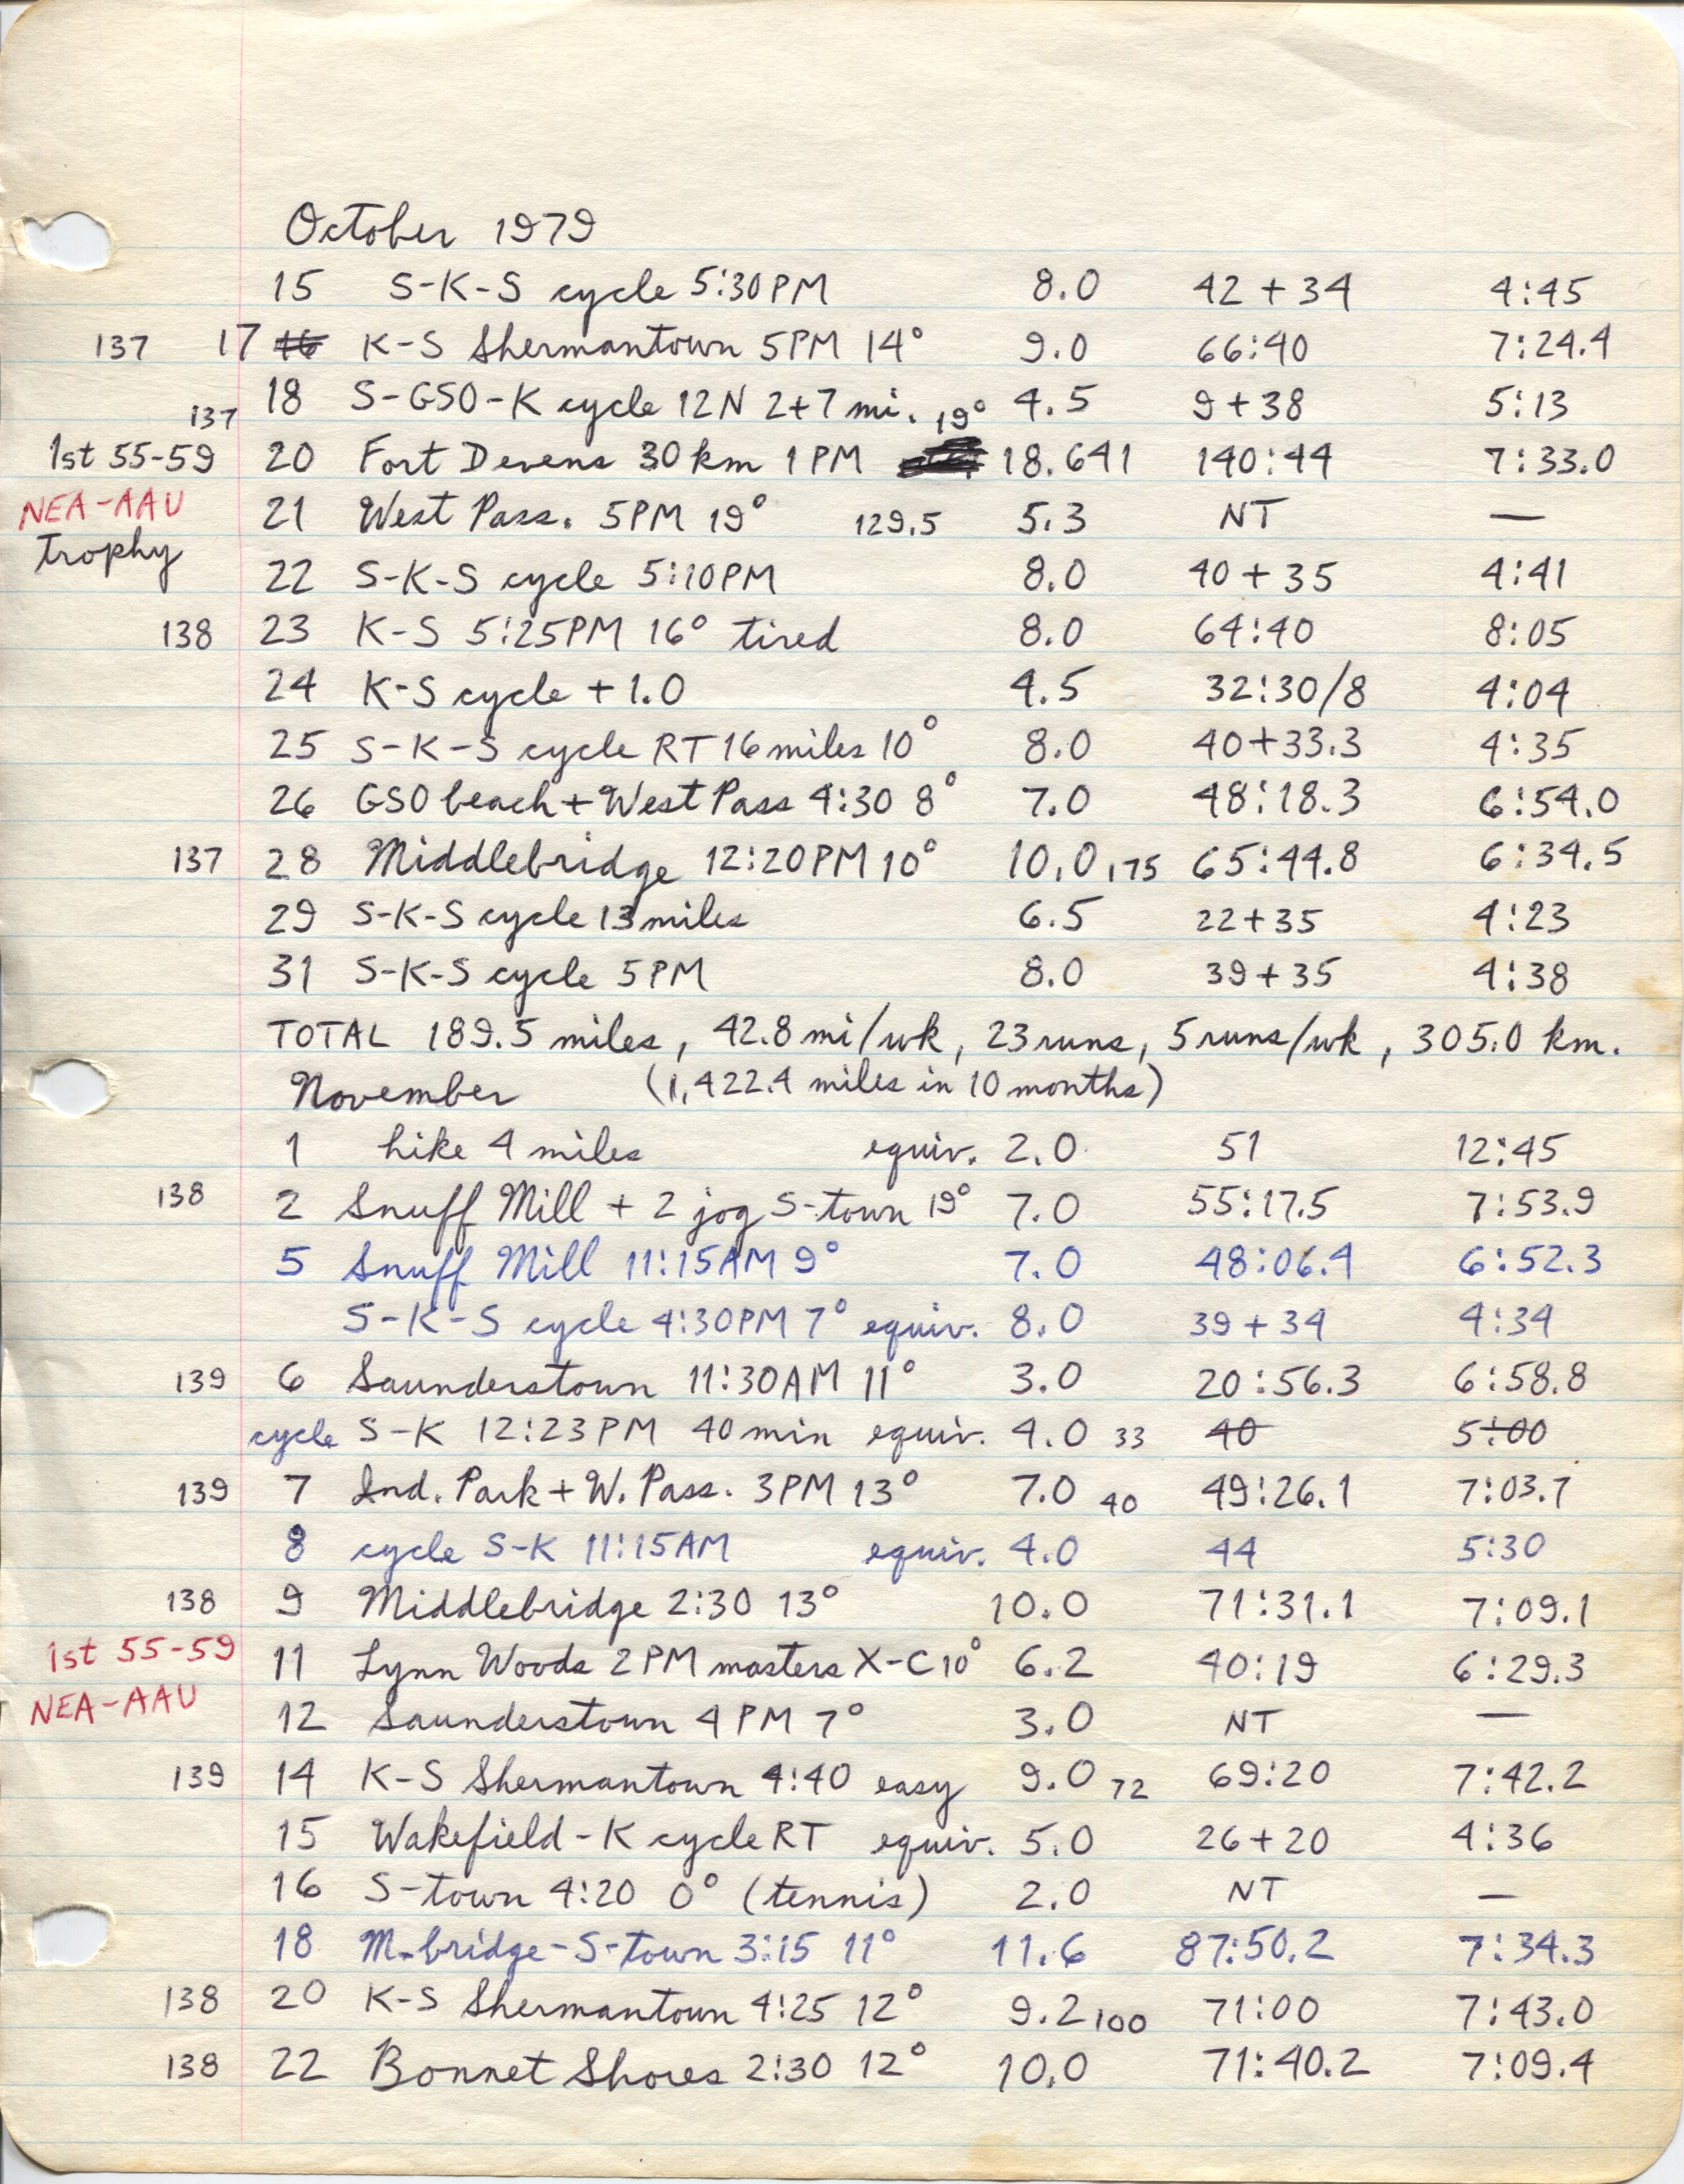 October 1979
15 S-K-S cycle 5:30PM 8.0 42 + 34 4:45
137 17 16 K-S Shermantown 5PM 14° 9.0 66:40 7:24.4
137 18 S-GSO-K cycle 12N 2+7 mi. 19° 4.5 9 + 38 5:13
1st 55-59 20 Fort Devens 30 km 1 PM 18.641 140:44 7:33.0
NEA-AAU 21 West Pass. 5PM 19° 129.5 5.3 NT —
trophy
22 S-K-S cycle 5:10PM 8.0 40 + 35 4:41
138 23 K-S 5:25PM 16° tired 8.0 64:40 8:05
24 K-S cycle + 1.0 4.5 32:30/8 4:04
25 S-K-S cycle RT 16 miles 10° 8.0 40+33.3 4:35
26 GSO beach + West Pass 4:30 8° 7.0 48:18.3 6:54.0
137 28 Middlebridge 12:20PM 10° 10.0 175 65:44.8 6:34.5
29 S-K-S cycle 13 miles 6.5 22+35 4:23
31 S-K-S cycle 5 PM 8.0 39+35 4:38
TOTAL 189.5 miles, 42.8 mi/wk, 23 runs, 5 runs/wk, 305.0 km.
November (1,422.4 miles in 10 months)
1 hike 4 miles equiv. 2.0 51 12:45
138 2 Snuff Mill + 2 jog S-town 19° 7.0 55:17.5 7:53.9
5 Snuff Mill 11:15AM 9° 7.0 48:06.4 6:52.3
S-K-S cycle 4:30PM 7° equiv. 8.0 39 + 34 4:34
139 6 Saunderstown 11:30AM 11° 3.0 20:56.3 6:58.8
cycle S-K 12:23PM 40 min equiv. 4.0 33 40 5:00
139 7 Ind. Park + W. Pass. 3PM 13° 7.0 40 49:26.1 7:03.7
8 cycle S-K 11:15AM equiv. 4.0 44 5:30
138 9 Middlebridge 2:30 13° 10.0 71:31.1 7:09.1
1st 55-59 11 Lynn Woods 2PM masters X-C 10° 6.2 40:19 6:29.3
NEA-AAU 12 Saunderstown 4 PM 7° 3.0 NT —
139 14 K-S Shermantown 4:40 easy 9.0 72 69:20 7:42.2
15 Wakefield-K cycle RT equiv. 5.0 26+20 4:36
16 S-town 4:20 0° (tennis) 2.0 NT —
18 M-bridge-S-town 3:15 11° 11.6 87:50.2 7:34.3
138 20 K-S Shermantown 4:25 12° 9.2 100 71:00 7:43.0
138 22 Bonnet Shores 2:30 12° 10.0 71:40.2 7:09.4